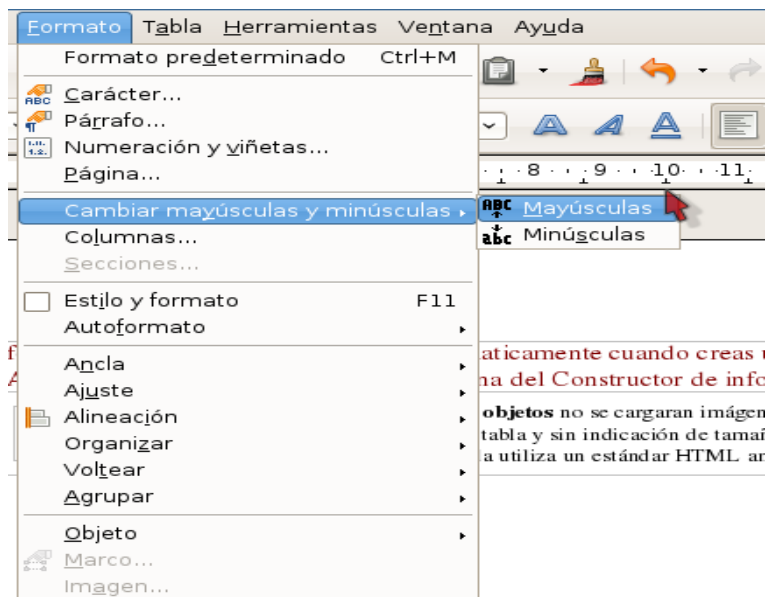 Formato Tabla Herramientas Ventana Ayuda
Formato predeterminado Ctrl+M
ABC Carácter...
Párrafo...
Numeración y viñetas...
Página...
8 9 10 11
Cambiar mayúsculas y minúsculas
ABC Mayúsculas
Columnas...
abc Minúsculas
Secciones...
Estilo y formato F11
Autoformato
Ancla
aticamente cuando creas
Ajuste
del Constructor de info
Alineación
objetos no se cargaran imágen
Organizar
tabla y sin indicación de tamañ
Voltear
utiliza un estándar HTML an
Agrupar
Objeto
Marco...
Imagen...